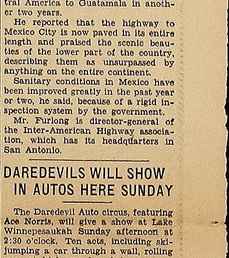 tral America to Guatamala in anoth-
er two years.
He reported that the highway to
Mexico City is now paved in its entire
length and praised the scenic beau-
ties of the lower part of the country,
describing them as unsurpassed by
anything on the entire continent.
Sanitary conditions in Mexico have
been improved greatly in the past year
or two, he said, because of a rigid in-
spection system by the government.
Mr. Furlong is director-general of
the Inter-American Highway associa-
tion, which has its headquarters in
San Antonio.
DAREDEVILS WILL SHOW
IN AUTOS HERE SUNDAY
The Daredevil Auto circus, featuring
Ace Norris, will give a show at Lake
Winnepesaukah Sunday afternoon at
2:30 o'clock. Ten acts, including ski-
jumping a car through a wall, rolling